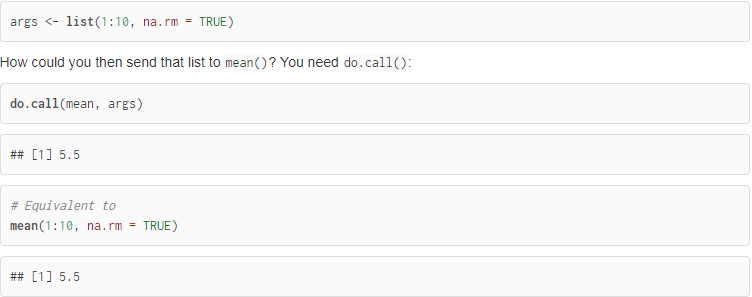 args <- list(1:10, na.rm = TRUE)
How could you then send that list to mean()? You need do.call():
do.call(mean, args)
## [1] 5.5
# Equivalent to
mean(1:10, na.rm = TRUE)
## [1] 5.5